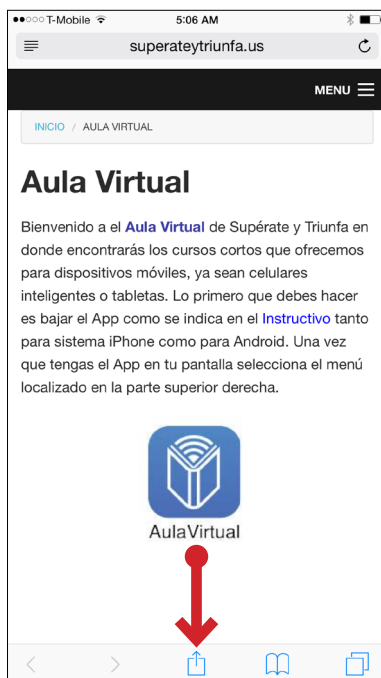 T-Mobile 5:06 AM
superateytriunfa.us
MENU
INICIO / AULA VIRTUAL
Aula Virtual
Bienvenido a el Aula Virtual de Supérate y Triunfa en
donde encontrarás los cursos cortos que ofrecemos
para dispositivos móviles, ya sean celulares
inteligentes o tabletas. Lo primero que debes hacer
es bajar el App como se indica en el Instructivo tanto
para sistema iPhone como para Android. Una vez
que tengas el App en tu pantalla selecciona el menú
localizado en la parte superior derecha.
AulaVirtual